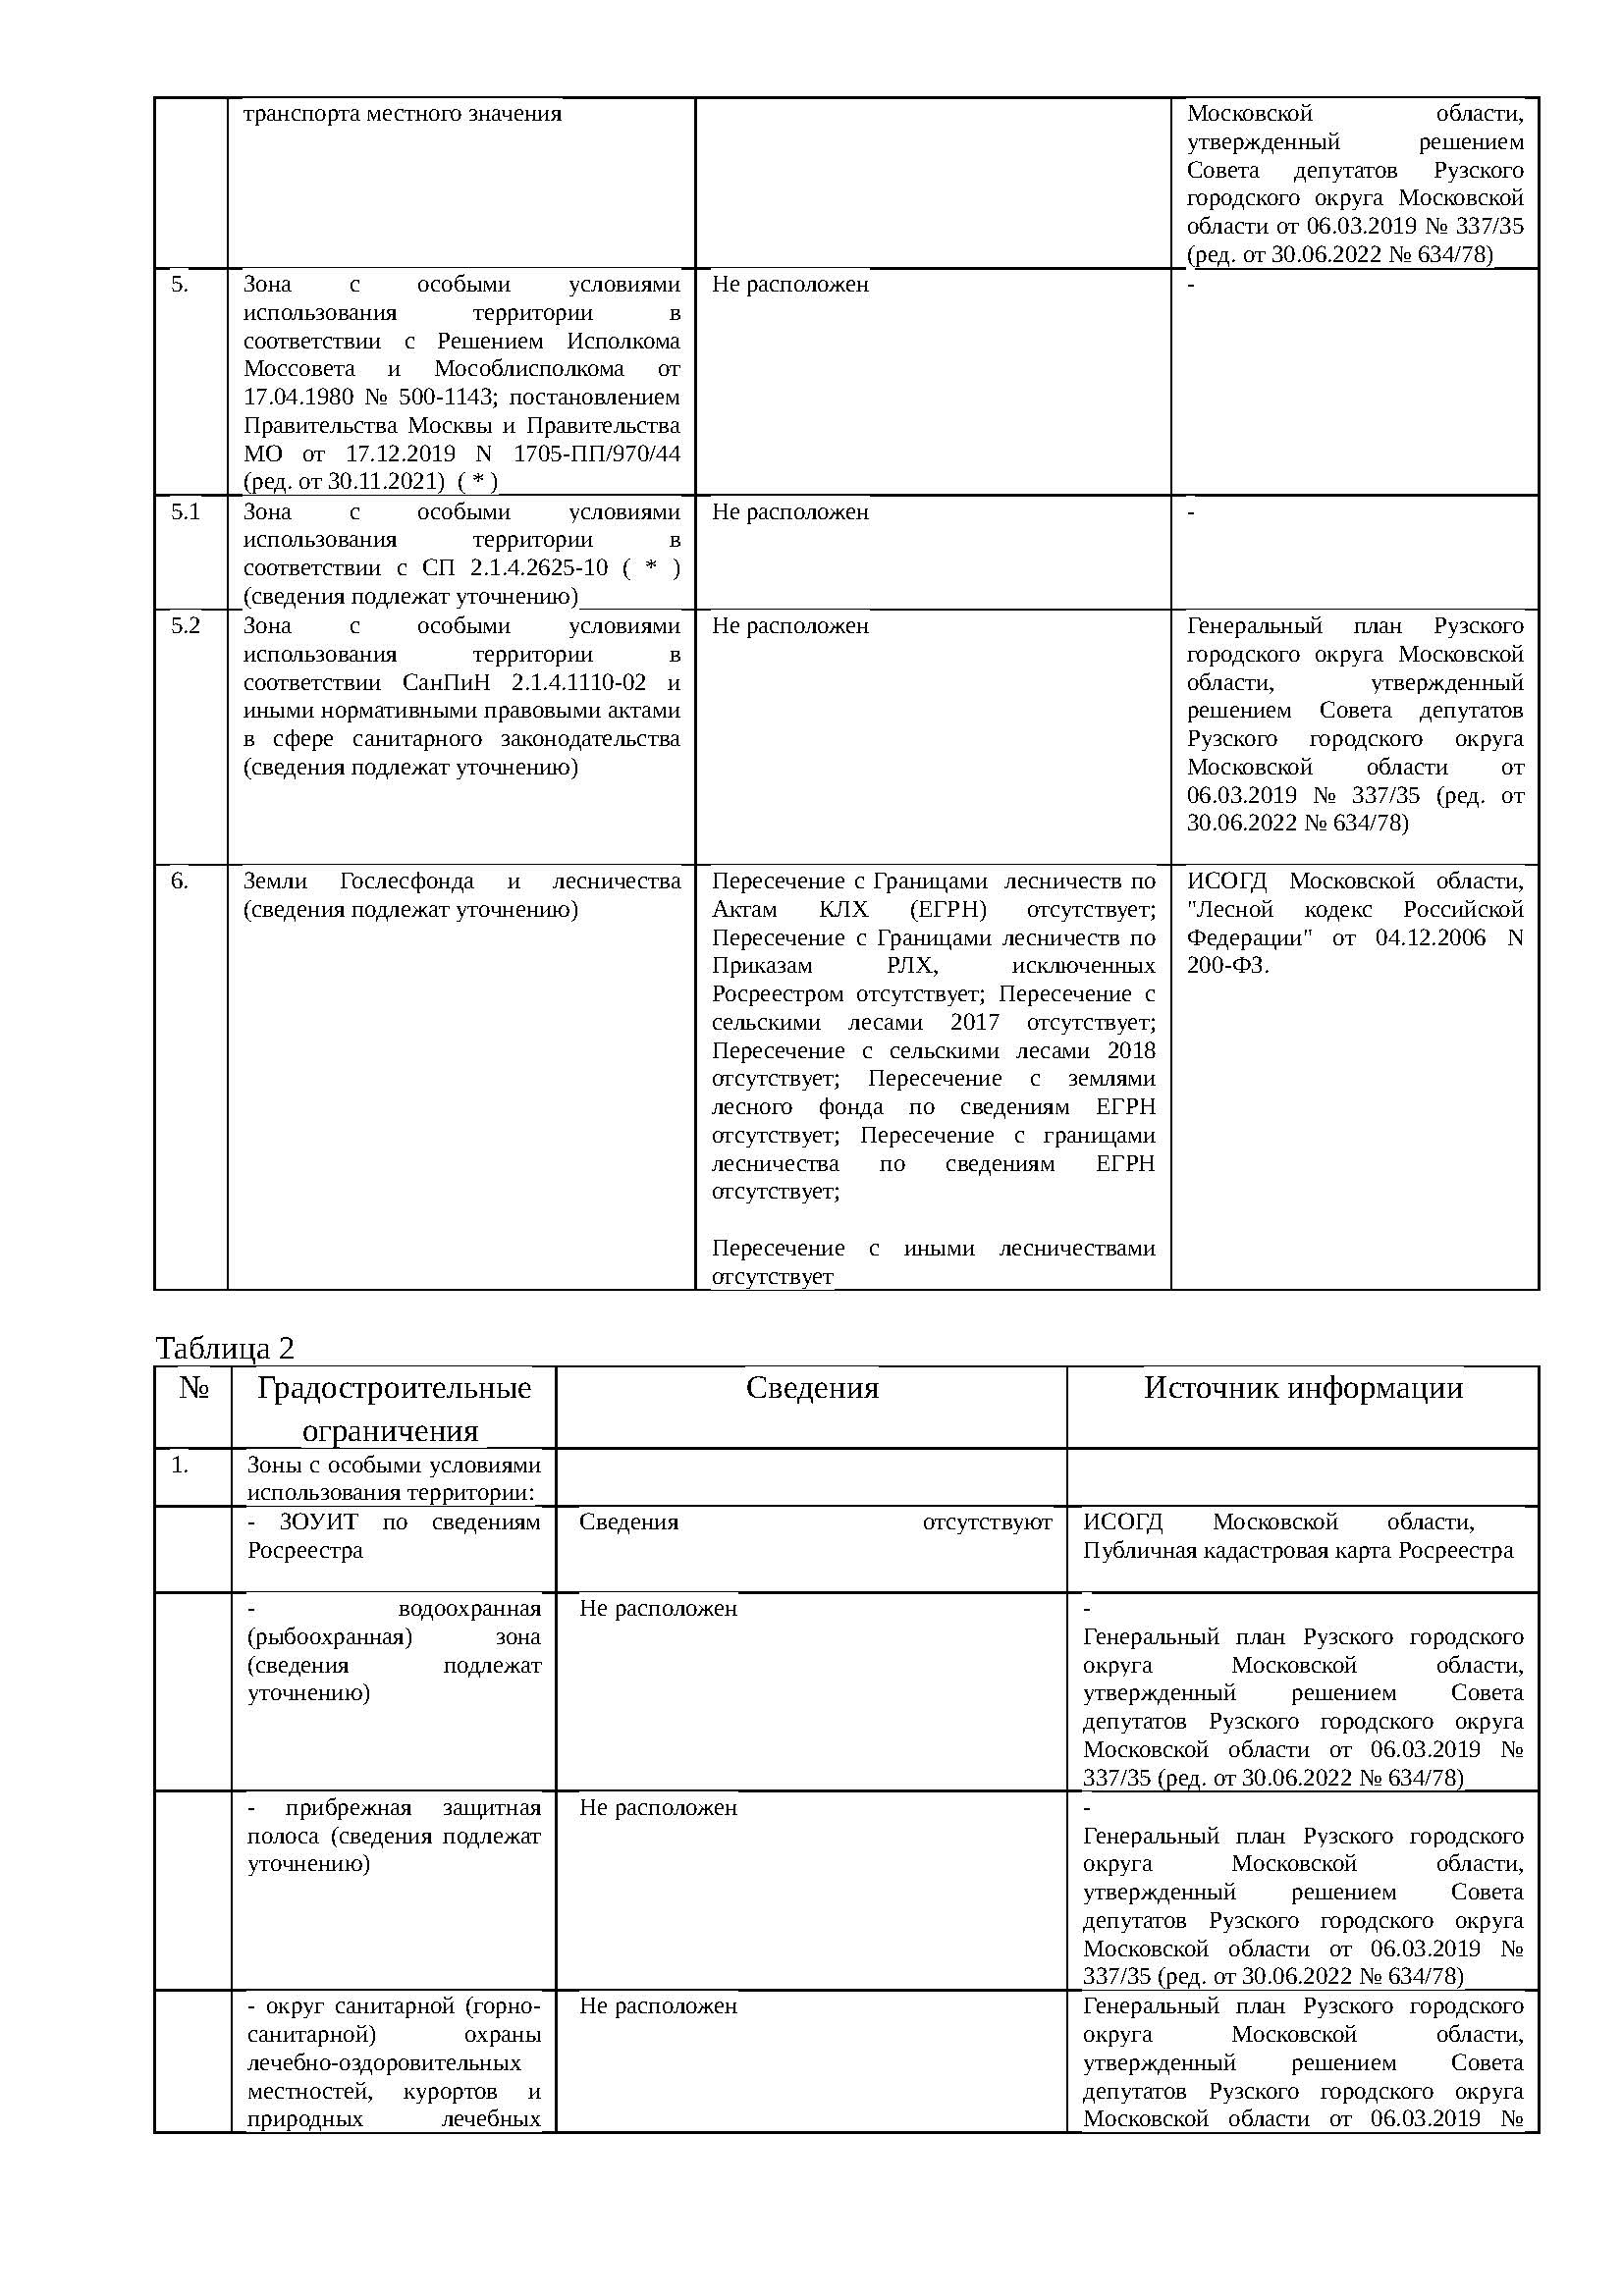 транспорта местного значения
Московской области,
утвержденный решением
Совета депутатов Рузского
городского округа Московской
области от 06.03.2019 № 337/35
(ред. от 30.06.2022 № 634/78)
5.
Зона с особыми условиями
использования территории в
соответствии с Решением Исполкома
Моссовета и Мособлисполкома от
17.04.1980 № 500-1143; постановлением
Правительства Москвы и Правительства
МО от 17.12.2019 N 1705-ПП/970/44
(ред. от 30.11.2021) ( * )
Не расположен
-
5.1
Зона с особыми условиями
использования территории в
соответствии с СП 2.1.4.2625-10 ( * )
(сведения подлежат уточнению)
Не расположен
-
5.2
Зона с особыми условиями
использования территории в
соответствии СанПиН 2.1.4.1110-02 и
иными нормативными правовыми актами
в сфере санитарного законодательства
(сведения подлежат уточнению)
Не расположен
Генеральный план Рузского
городского округа Московской
области, утвержденный
решением Совета депутатов
Рузского городского округа
Московской области от
06.03.2019 № 337/35 (ред. от
30.06.2022 № 634/78)
6.
Земли Гослесфонда и лесничества
(сведения подлежат уточнению)
Пересечение с Границами лесничеств по
Актам КЛХ (ЕГРН) отсутствует;
Пересечение с Границами лесничеств по
Приказам РЛХ, исключенных
Росреестром отсутствует; Пересечение с
сельскими лесами 2017 отсутствует;
Пересечение с сельскими лесами 2018
отсутствует; Пересечение с землями
лесного фонда по сведениям ЕГРН
отсутствует; Пересечение с границами
лесничества по сведениям ЕГРН
отсутствует;
Пересечение с иными лесничествами
отсутствует
ИСОГД Московской области,
"Лесной кодекс Российской
Федерации" от 04.12.2006 N
200-ФЗ.
Таблица 2
№
Градостроительные
ограничения
Сведения
Источник информации
1.
Зоны с особыми условиями
использования территории:
- ЗОУИТ по сведениям
Росреестра
Сведения отсутствуют
ИСОГД Московской области,
Публичная кадастровая карта Росреестра
- водоохранная
(рыбоохранная) зона
(сведения подлежат
уточнению)
Не расположен
-
Генеральный план Рузского городского
округа Московской области,
утвержденный решением Совета
депутатов Рузского городского округа
Московской области от 06.03.2019 №
337/35 (ред. от 30.06.2022 № 634/78)
- прибрежная защитная
полоса (сведения подлежат
уточнению)
Не расположен
-
Генеральный план Рузского городского
округа Московской области,
утвержденный решением Совета
депутатов Рузского городского округа
Московской области от 06.03.2019 №
337/35 (ред. от 30.06.2022 № 634/78)
- округ санитарной (горно-
санитарной) охраны
лечебно-оздоровительных
местностей, курортов и
природных лечебных
Не расположен
Генеральный план Рузского городского
округа Московской области,
утвержденный решением Совета
депутатов Рузского городского округа
Московской области от 06.03.2019 №